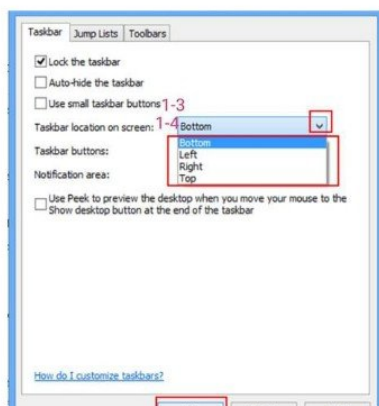 Taskbar Jump Lists Toolbars
Lock the taskbar
Auto-hide the taskbar
Use small taskbar buttons 1-3
Taskbar location on screen: 1-4 Bottom
Bottom
Left
Taskbar buttons:
Right
Notification area:
Top
Use Peek to preview the desktop when you move your mouse to the
Show desktop button at the end of the taskbar
How do I customize taskbars?